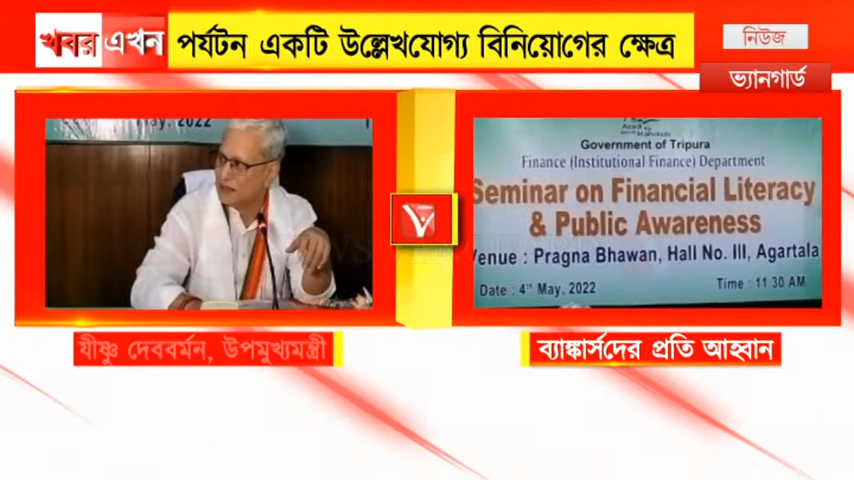 খবর এখন
পর্যটন একটি উল্লেখযোগ্য বিনিয়োগের ক্ষেত্র
নিউজ
ভ্যানগার্ড
May, 2022
Government of Tripura
Finance (Institutional Finance) Department
Seminar on Financial Literacy
& Public Awareness
Venue : Pragna Bhawan, Hall No. III, Agartala
Date : 4th May, 2022
Time : 11.30 AM
যীষ্ণু দেববর্মন, উপমুখ্যমন্ত্রী
ব্যাঙ্কার্সদের প্রতি আহ্বান